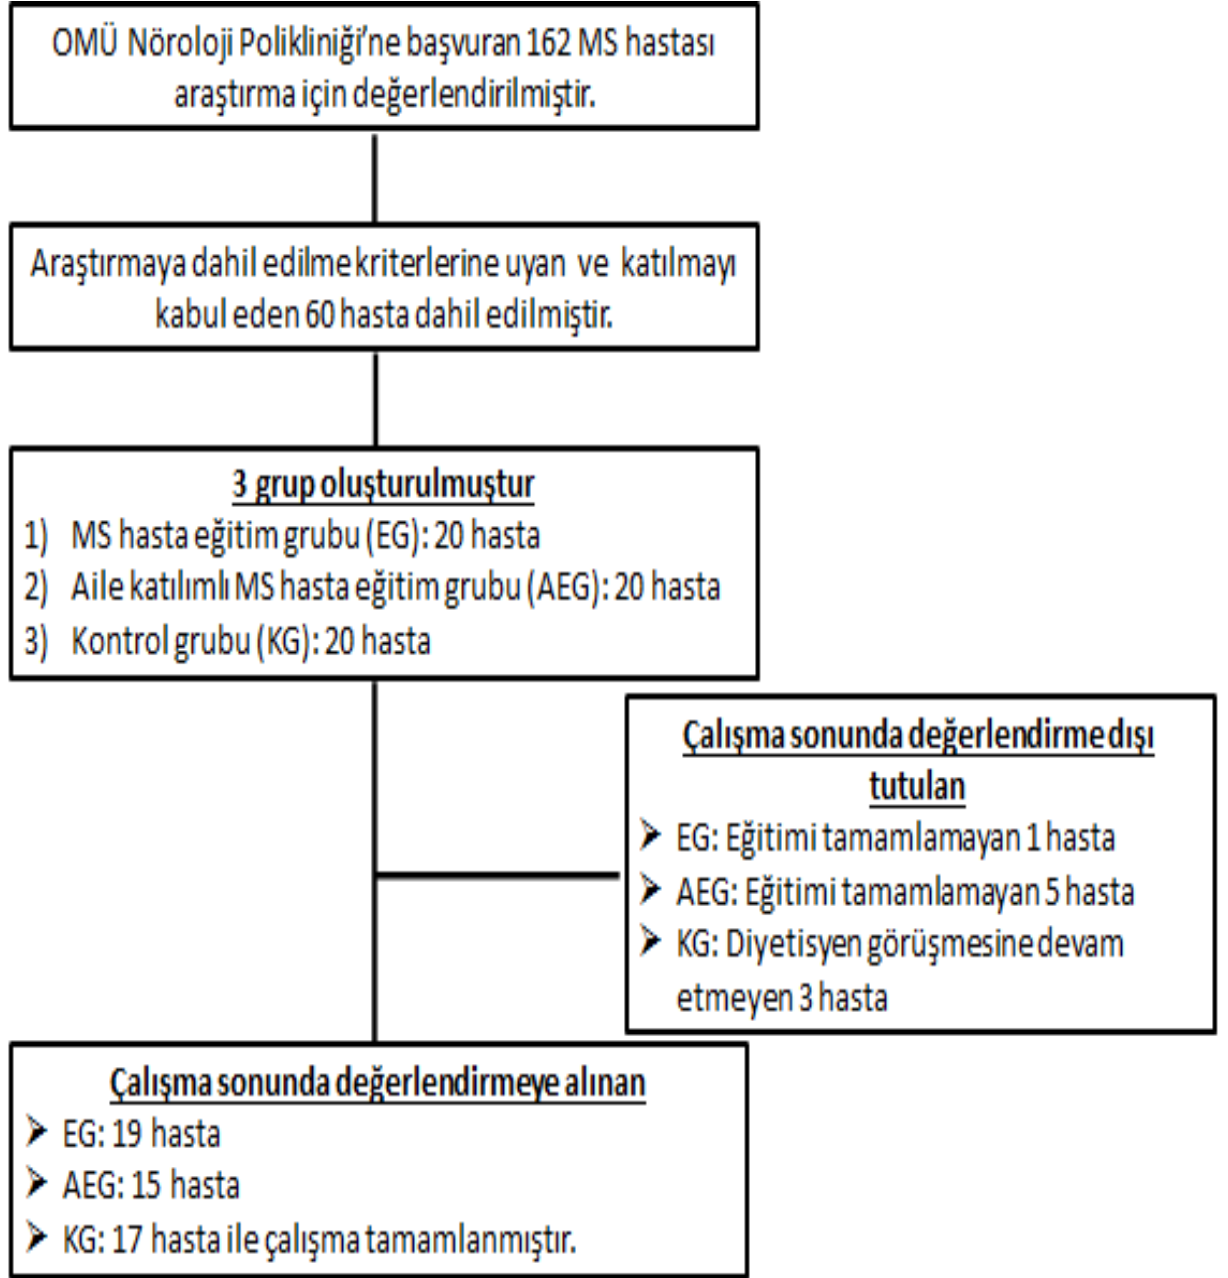 OMÜ Nöroloji Polikliniği’ne başvuran 162 MS hastası
araştırma için değerlendirilmiştir.
Araştırmaya dahil edilme kriterlerine uyan ve katılmayı
kabul eden 60 hasta dahil edilmiştir.
3 grup oluşturulmuştur
1) MS hasta eğitim grubu (EG): 20 hasta
2) Aile katılımlı MS hasta eğitim grubu (AEG): 20 hasta
3) Kontrol grubu (KG): 20 hasta
Çalışma sonunda değerlendirme dışı
tutulan
➢ EG: Eğitimi tamamlamayan 1 hasta
➢ AEG: Eğitimi tamamlamayan 5 hasta
➢ KG: Diyetisyen görüşmesine devam
etmeyen 3 hasta
Çalışma sonunda değerlendirmeye alınan
➢ EG: 19 hasta
➢ AEG: 15 hasta
➢ KG: 17 hasta ile çalışma tamamlanmıştır.